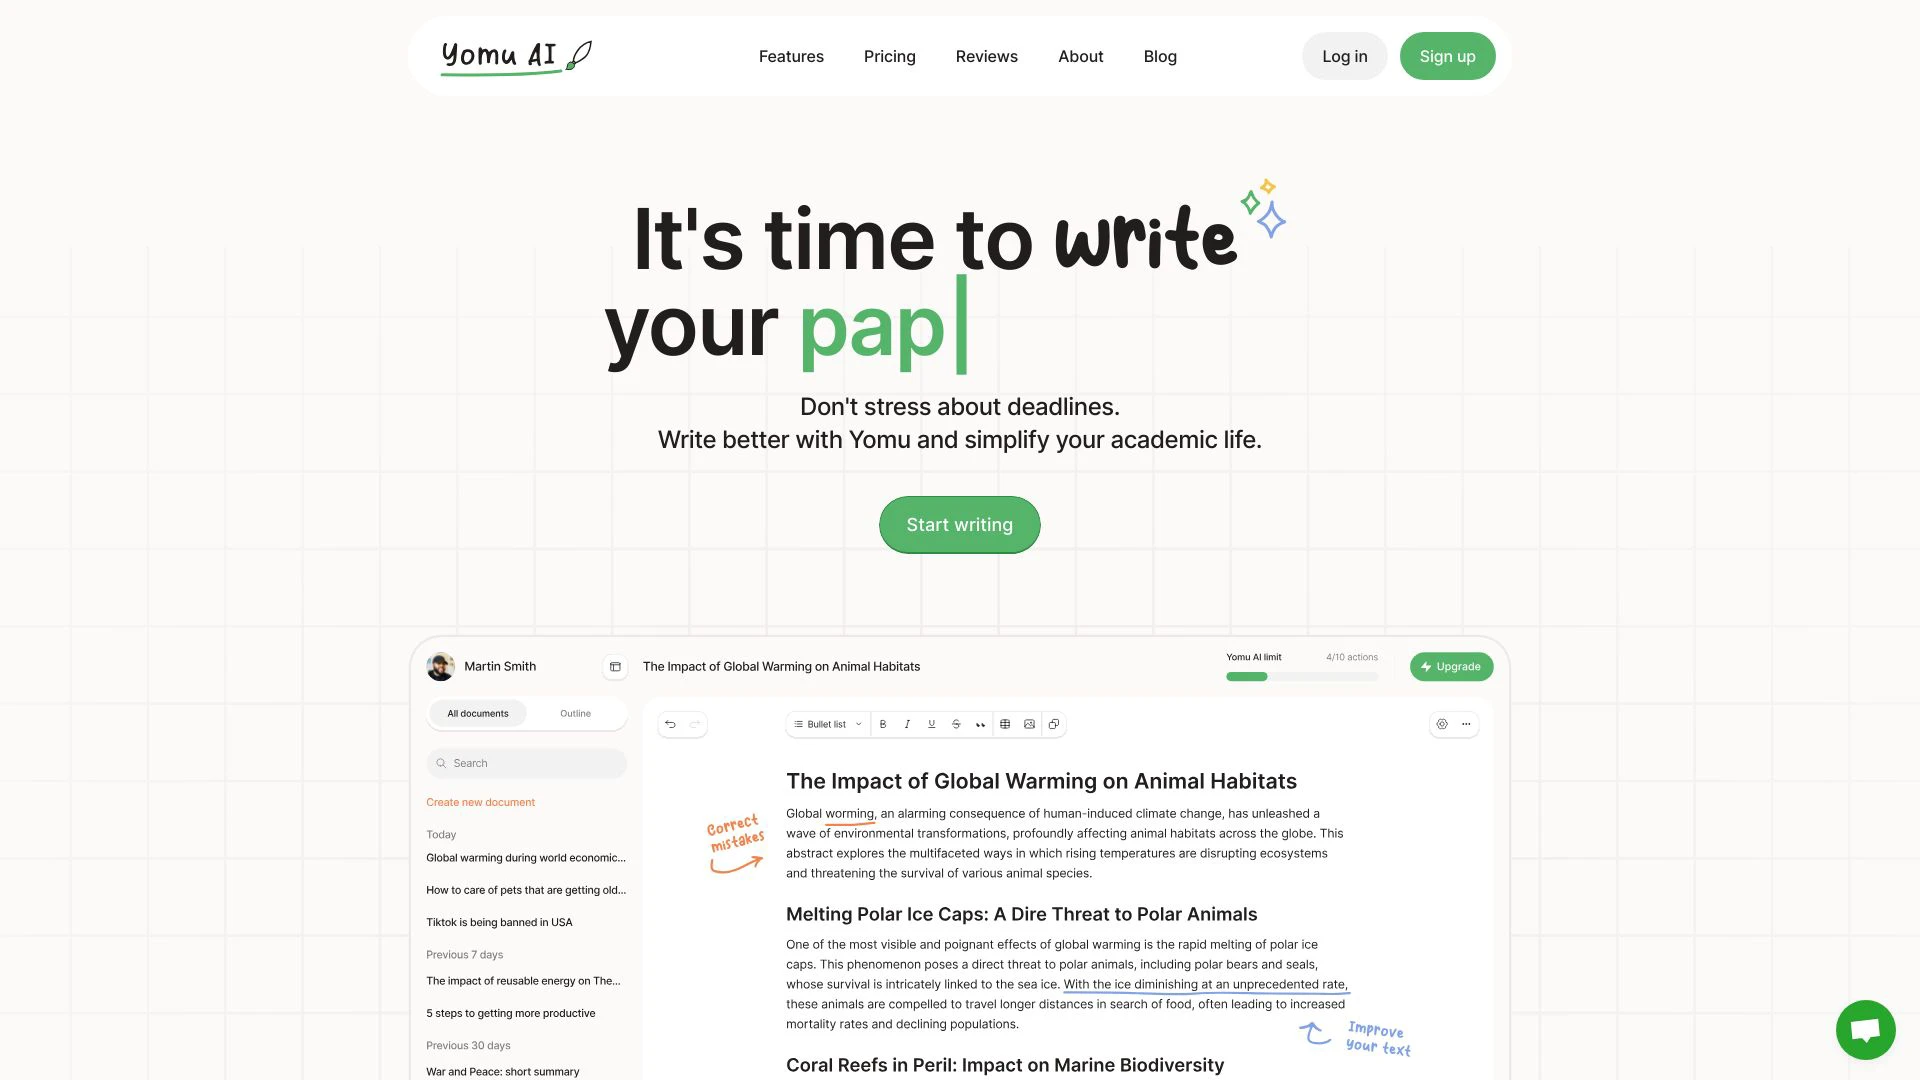 Yomu AI
Features
Pricing
Reviews
About
Blog
Log in
Sign up
It's time to write
your pap
Don't stress about deadlines.
Write better with Yomu and simplify your academic life.
Start writing
Martin Smith
The Impact of Global Warming on Animal Habitats
Yomu AI limit
4/10 actions
Upgrade
All documents
Outline
Bullet list
B
I
U
S
Search
Create new document
Today
Global warming during world economic...
How to care of pets that are getting old...
Tiktok is being banned in USA
Previous 7 days
The impact of reusable energy on The...
5 steps to getting more productive
Previous 30 days
War and Peace: short summary
Correct
mistakes
The Impact of Global Warming on Animal Habitats
Global worming, an alarming consequence of human-induced climate change, has unleashed a
wave of environmental transformations, profoundly affecting animal habitats across the globe. This
abstract explores the multifaceted ways in which rising temperatures are disrupting ecosystems
and threatening the survival of various animal species.
Melting Polar Ice Caps: A Dire Threat to Polar Animals
One of the most visible and poignant effects of global warming is the rapid melting of polar ice
caps. This phenomenon poses a direct threat to polar animals, including polar bears and seals,
whose survival is intricately linked to the sea ice. With the ice diminishing at an unprecedented rate,
these animals are compelled to travel longer distances in search of food, often leading to increased
mortality rates and declining populations.
Improve
your text
Coral Reefs in Peril: Impact on Marine Biodiversity